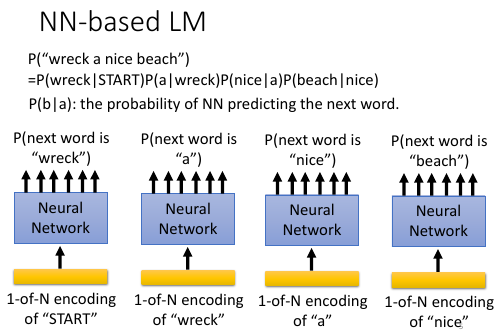 NN-based LM
P(“wreck a nice beach”)
=P(wreck|START)P(a|wreck)P(nice|a)P(beach|nice)
P(b|a): the probability of NN predicting the next word.
P(next word is “wreck”)
P(next word is “a”)
P(next word is “nice”)
P(next word is “beach”)
Neural Network
Neural Network
Neural Network
Neural Network
1-of-N encoding of “START”
1-of-N encoding of “wreck”
1-of-N encoding of “a”
1-of-N encoding of “nice”